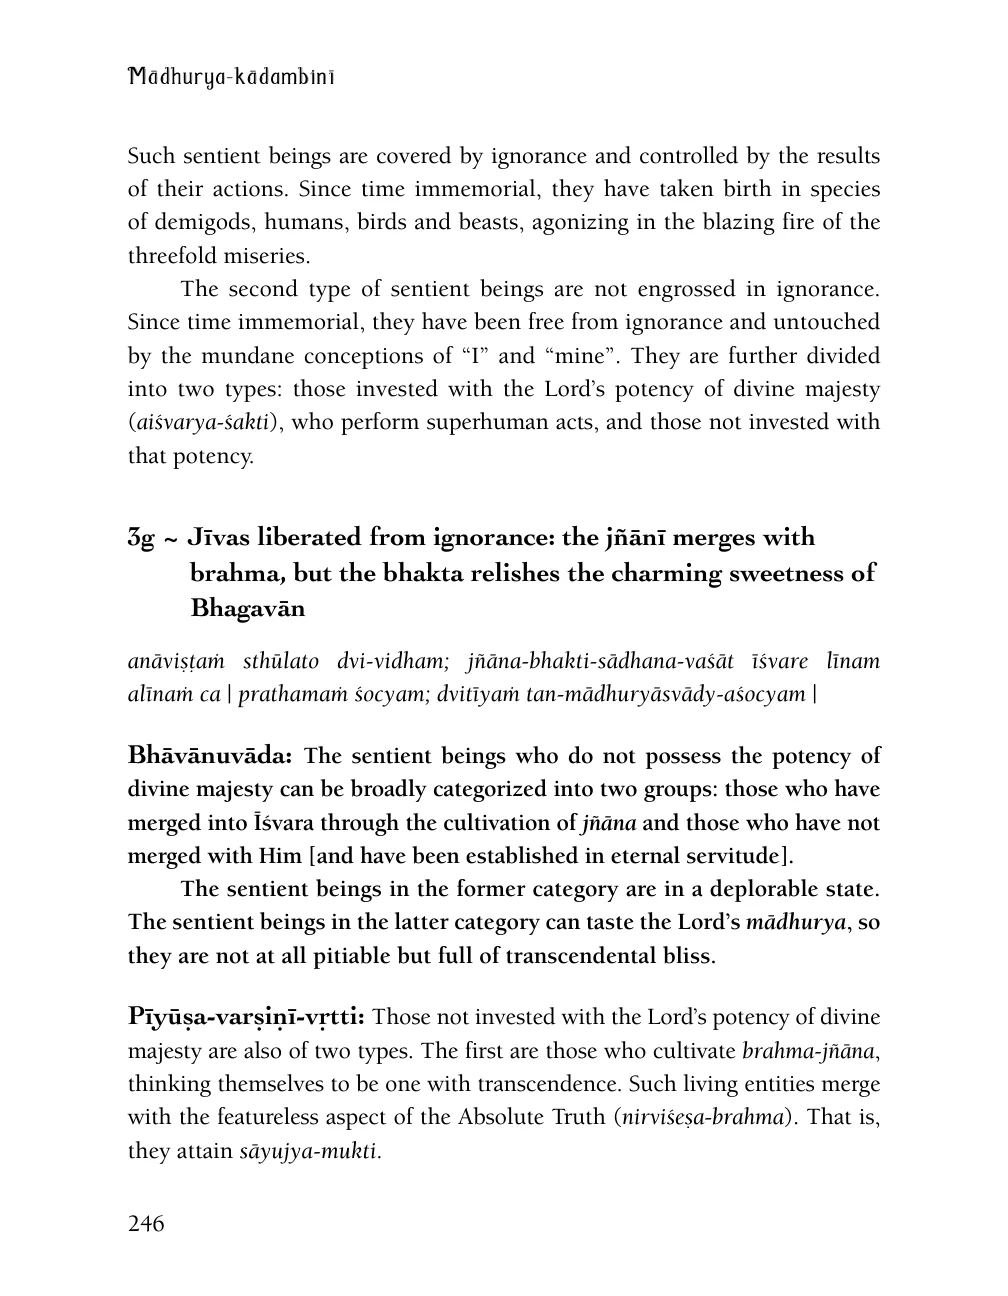 Mādhurya-kādambinī
Such sentient beings are covered by ignorance and controlled by the results
of their actions. Since time immemorial, they have taken birth in species
of demigods, humans, birds and beasts, agonizing in the blazing fire of the
threefold miseries.
The second type of sentient beings are not engrossed in ignorance.
Since time immemorial, they have been free from ignorance and untouched
by the mundane conceptions of “I” and “mine”. They are further divided
into two types: those invested with the Lord’s potency of divine majesty
(aiśvarya-śakti), who perform superhuman acts, and those not invested with
that potency.
3g ~ Jīvas liberated from ignorance: the jñānī merges with
brahma, but the bhakta relishes the charming sweetness of
Bhagavān
anāviṣṭaṁ sthūlato dvi-vidham; jñāna-bhakti-sādhana-vaśāt īśvare līnam
alīnaṁ ca | prathamaṁ śocyam; dvitīyaṁ tan-mādhuryāsvādy-aśocyam |
Bhāvānuvāda: The sentient beings who do not possess the potency of
divine majesty can be broadly categorized into two groups: those who have
merged into Īśvara through the cultivation of jñāna and those who have not
merged with Him [and have been established in eternal servitude].
The sentient beings in the former category are in a deplorable state.
The sentient beings in the latter category can taste the Lord’s mādhurya, so
they are not at all pitiable but full of transcendental bliss.
Pīyūṣa-varṣiṇī-vṛtti: Those not invested with the Lord’s potency of divine
majesty are also of two types. The first are those who cultivate brahma-jñāna,
thinking themselves to be one with transcendence. Such living entities merge
with the featureless aspect of the Absolute Truth (nirviśeṣa-brahma). That is,
they attain sāyujya-mukti.
246